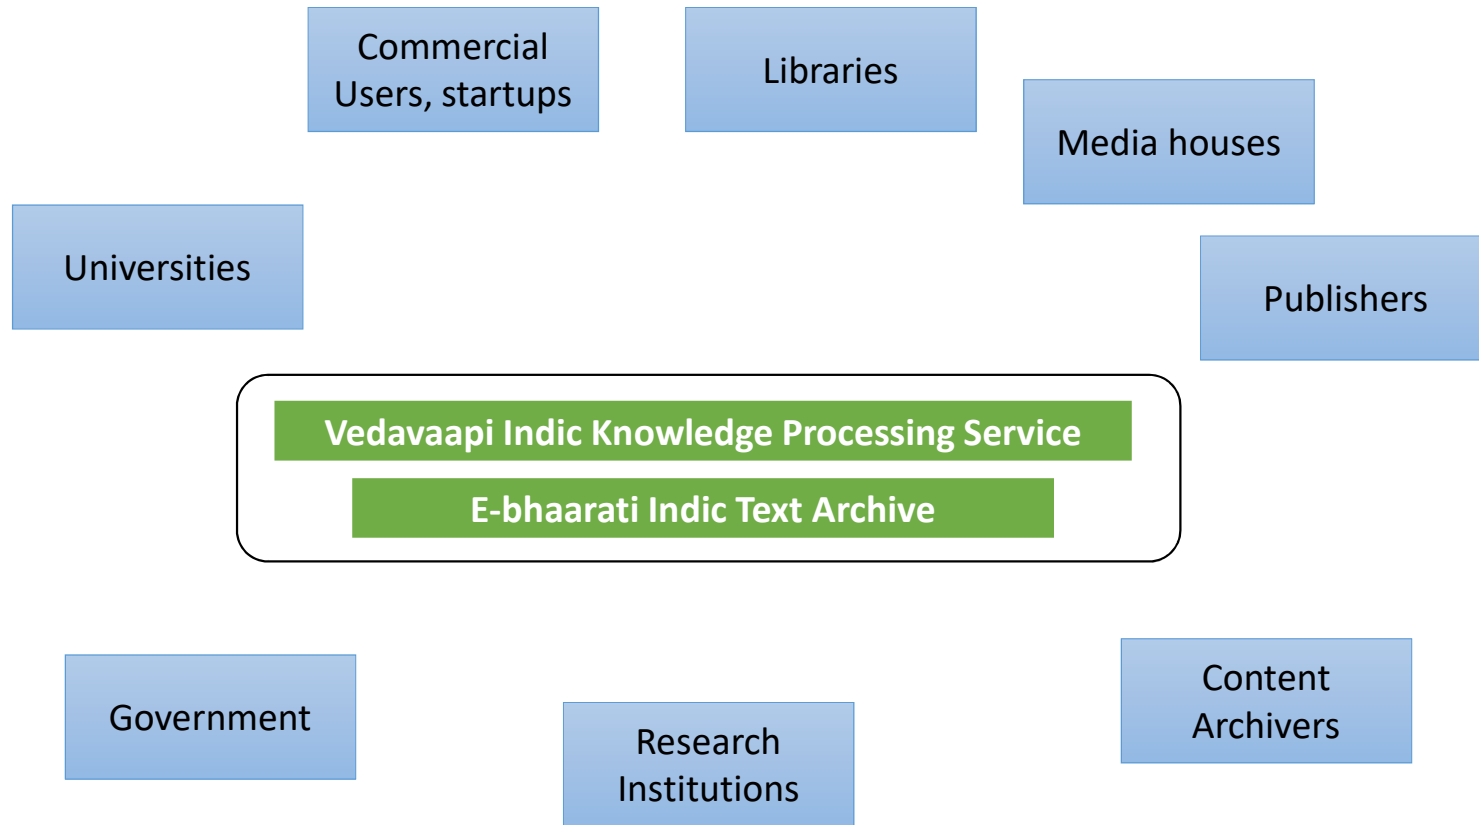 Commercial
Users, startups
Libraries
Media houses
Universities
Publishers
Vedavaapi Indic Knowledge Processing Service
E-bhaarati Indic Text Archive
Government
Research
Institutions
Content
Archivers